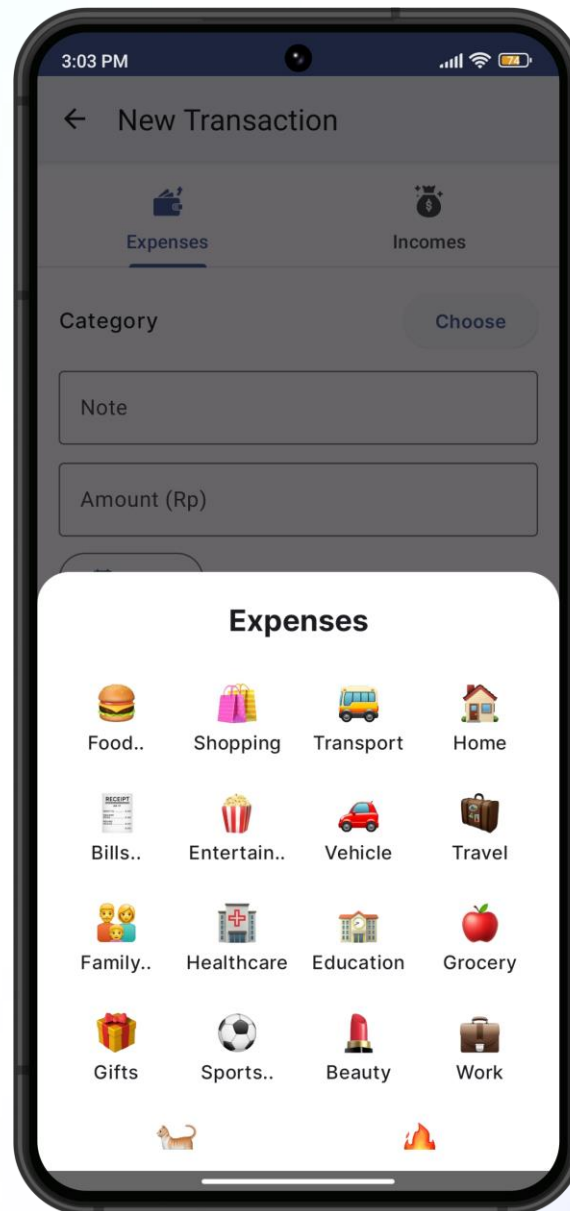 3:03 PM
74
New Transaction
Expenses
Incomes
Category
Choose
Note
Amount (Rp)
Expenses
Food..
Shopping
Transport
Home
RECEIPT
Bills..
Entertain..
Vehicle
Travel
Family..
Healthcare
Education
Grocery
Gifts
Sports..
Beauty
Work